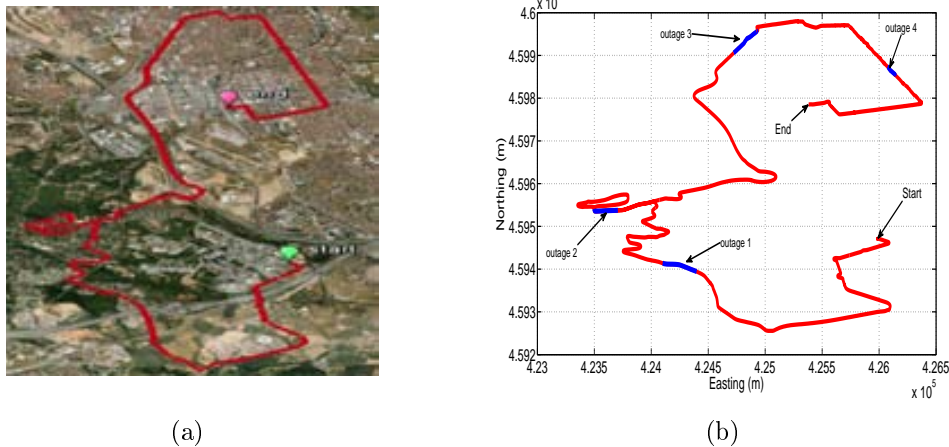 4.6 x 10
4.599
4.598
4.597
4.596
4.595
4.594
4.593
4.592
Northing (m)
outage 3
outage 4
End
Start
outage 2
outage 1
4.23 4.235 4.24 4.245 4.25 4.255 4.26 4.265
Easting (m)
x 10⁵
(a)
(b)